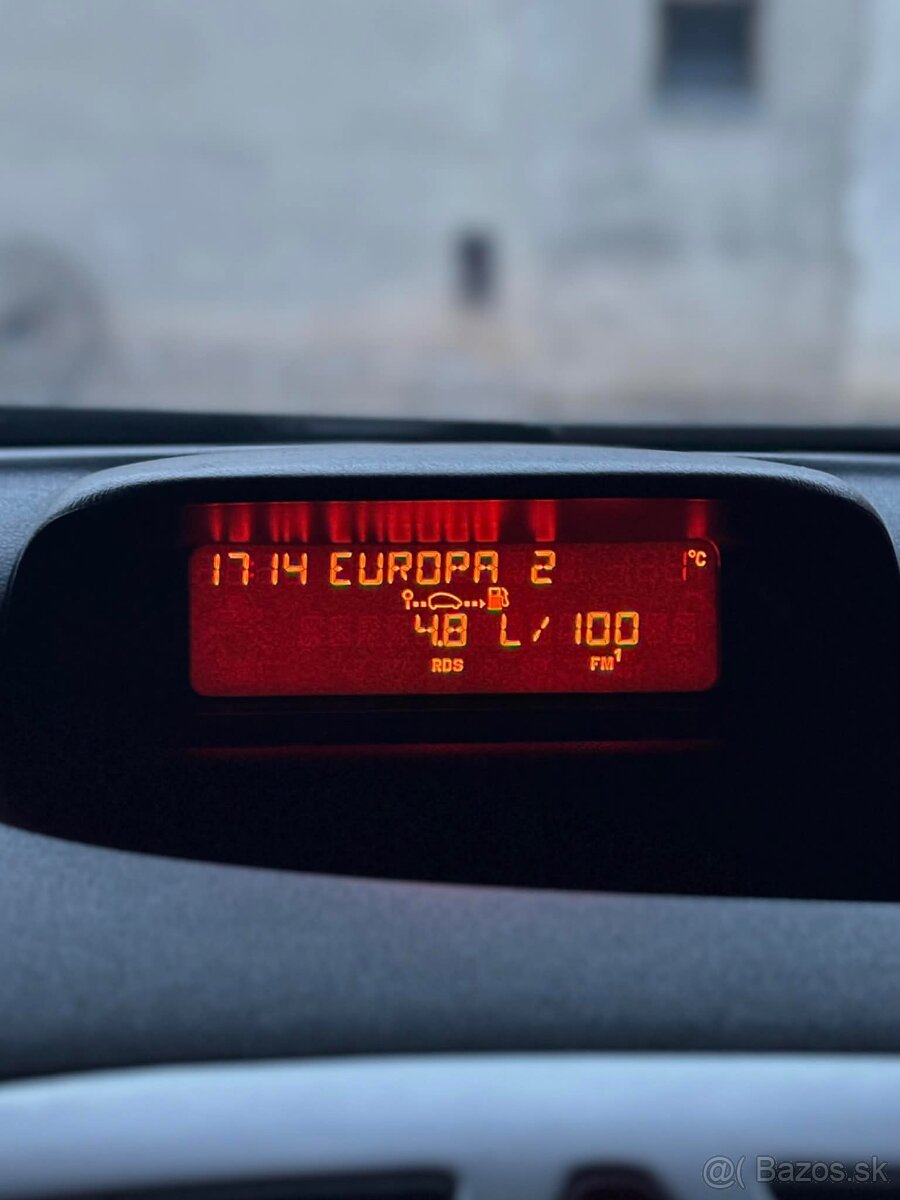 17 14 EUROPA 2 1°C
4.8 L/100
RDS FM1
@( Bazos.sk